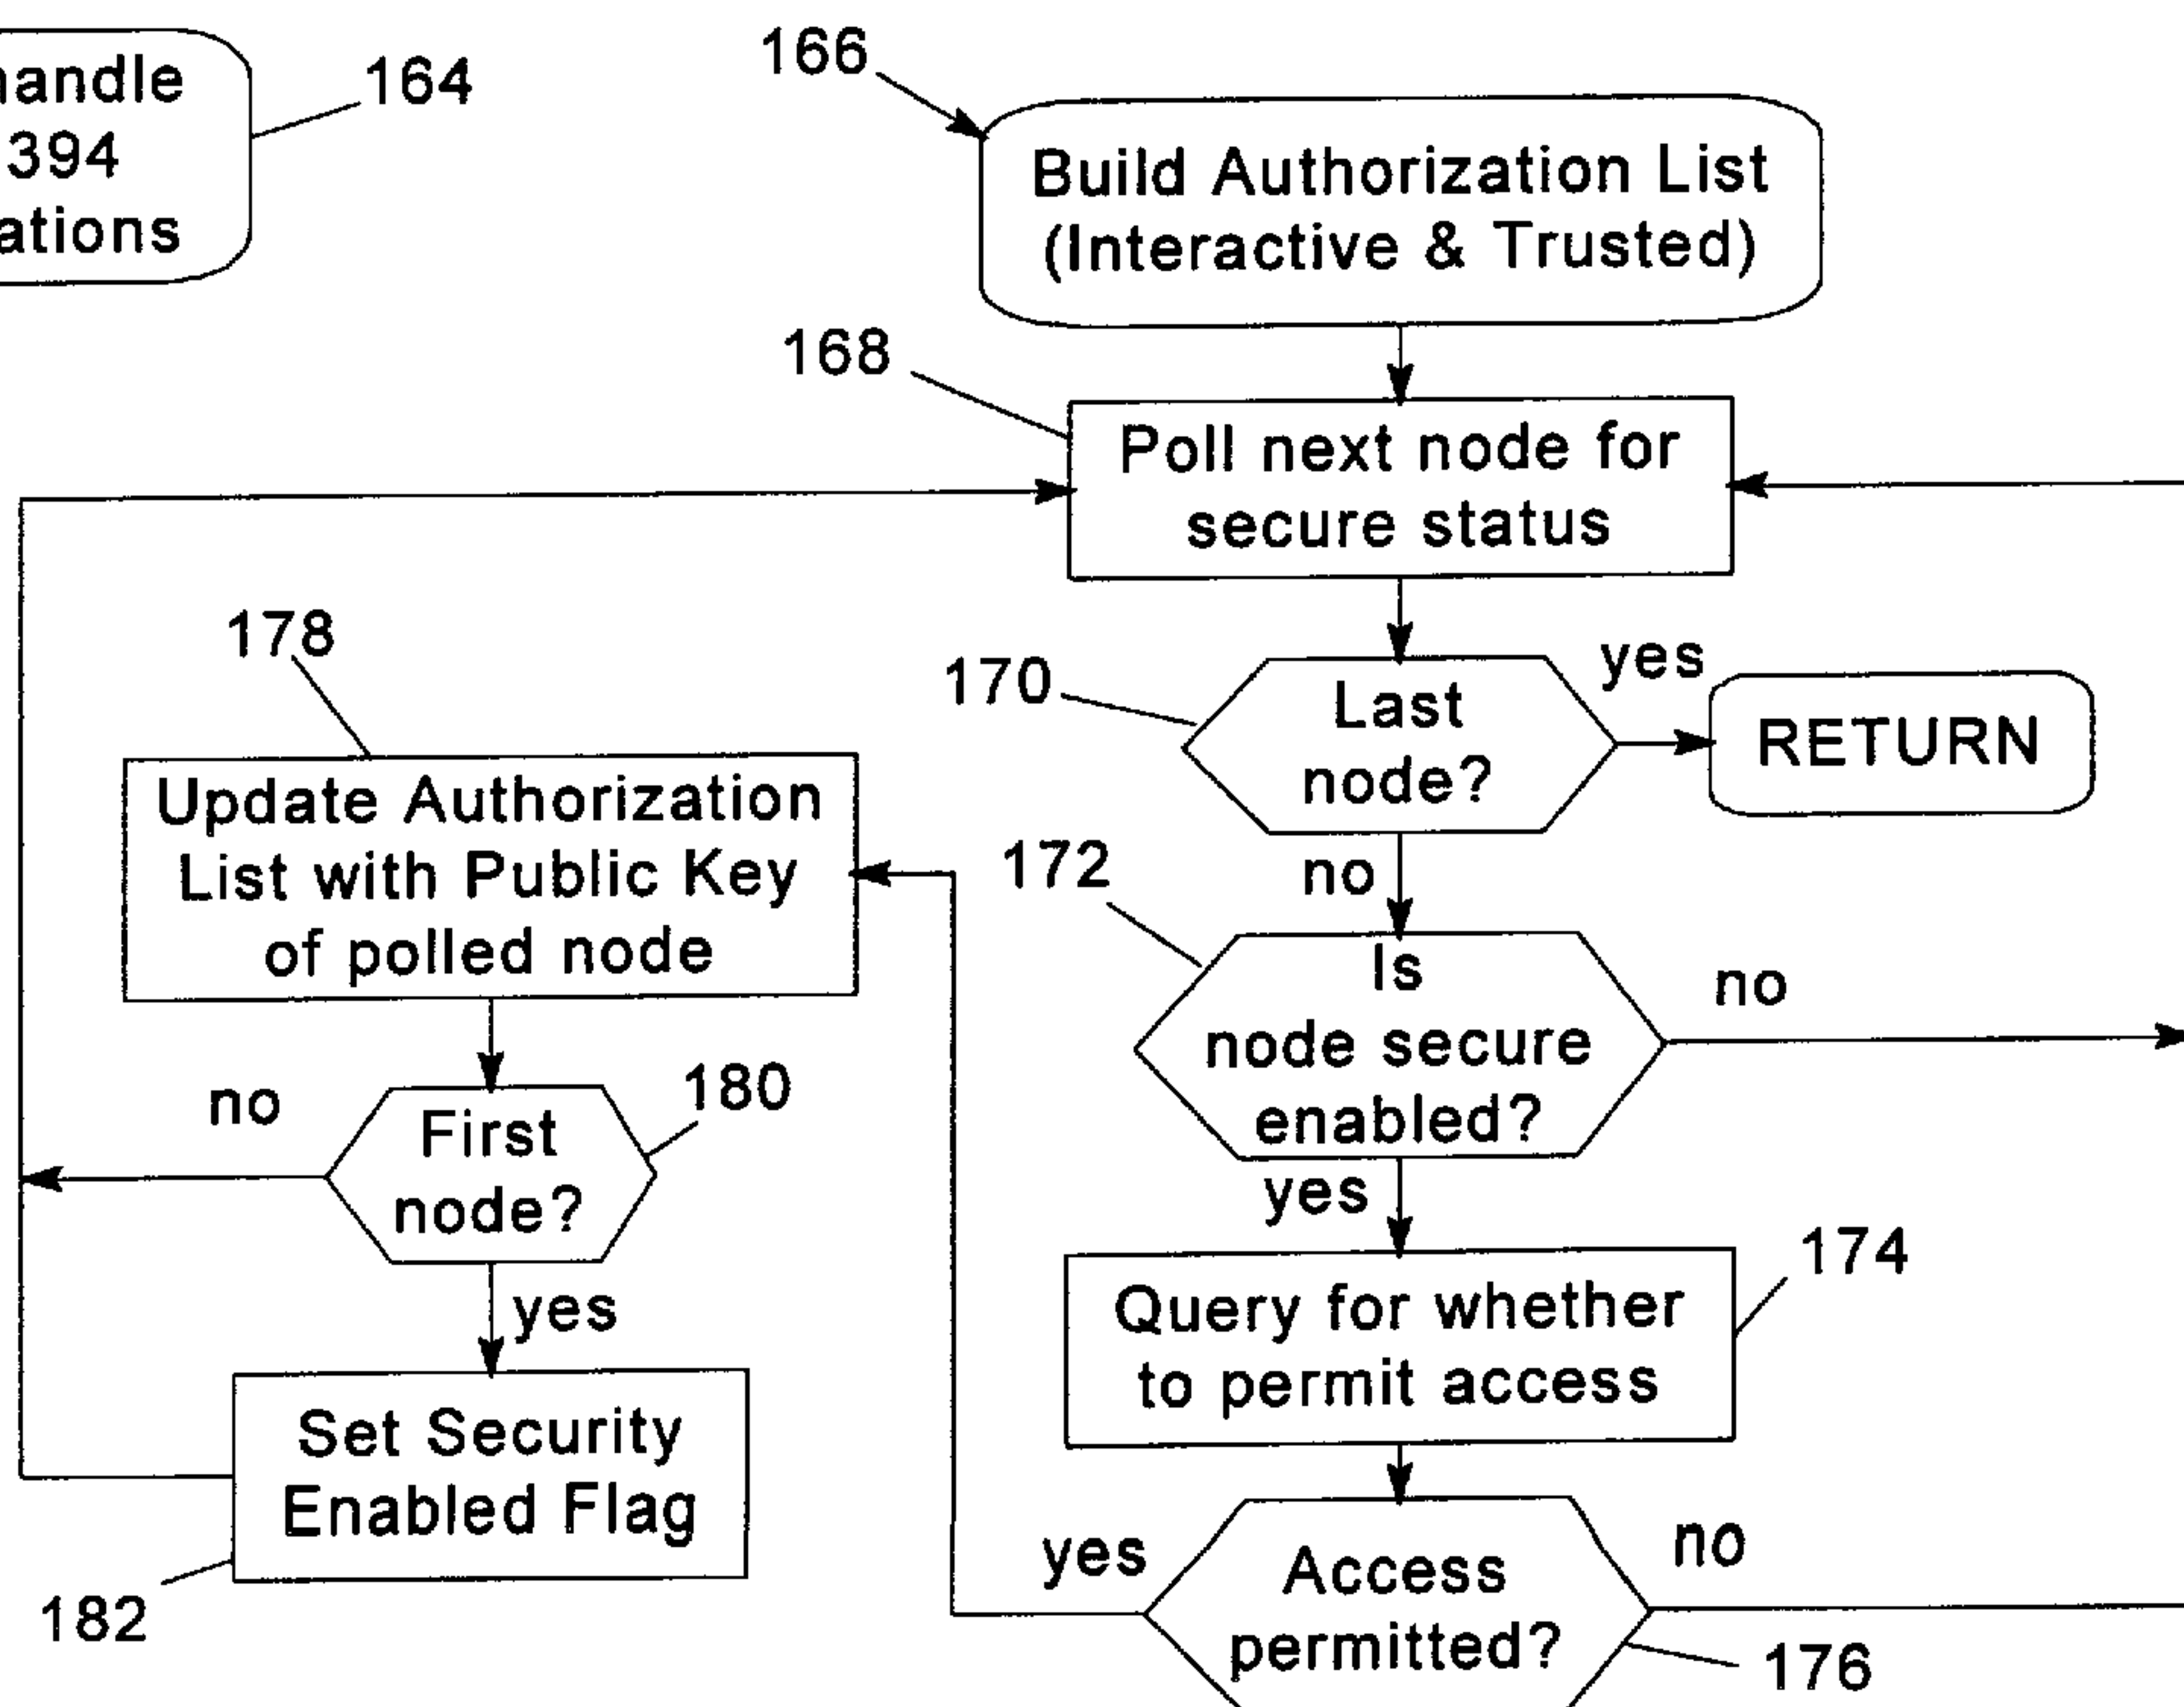 394
164
166
Build Authorization List
(Interactive & Trusted)
168
Poll next node for
secure status
170
Last
node?
yes
RETURN
no
172
Is
node secure
enabled?
no
yes
174
Query for whether
to permit access
Access
permitted?
yes
no
176
178
Update Authorization
List with Public Key
of polled node
180
First
node?
no
yes
Set Security
Enabled Flag
182